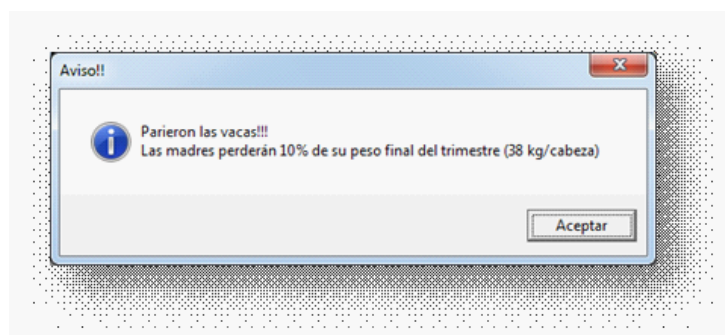 Aviso!!
Parieron las vacas!!!
Las madres perderán 10% de su peso final del trimestre (38 kg/cabeza)
Aceptar